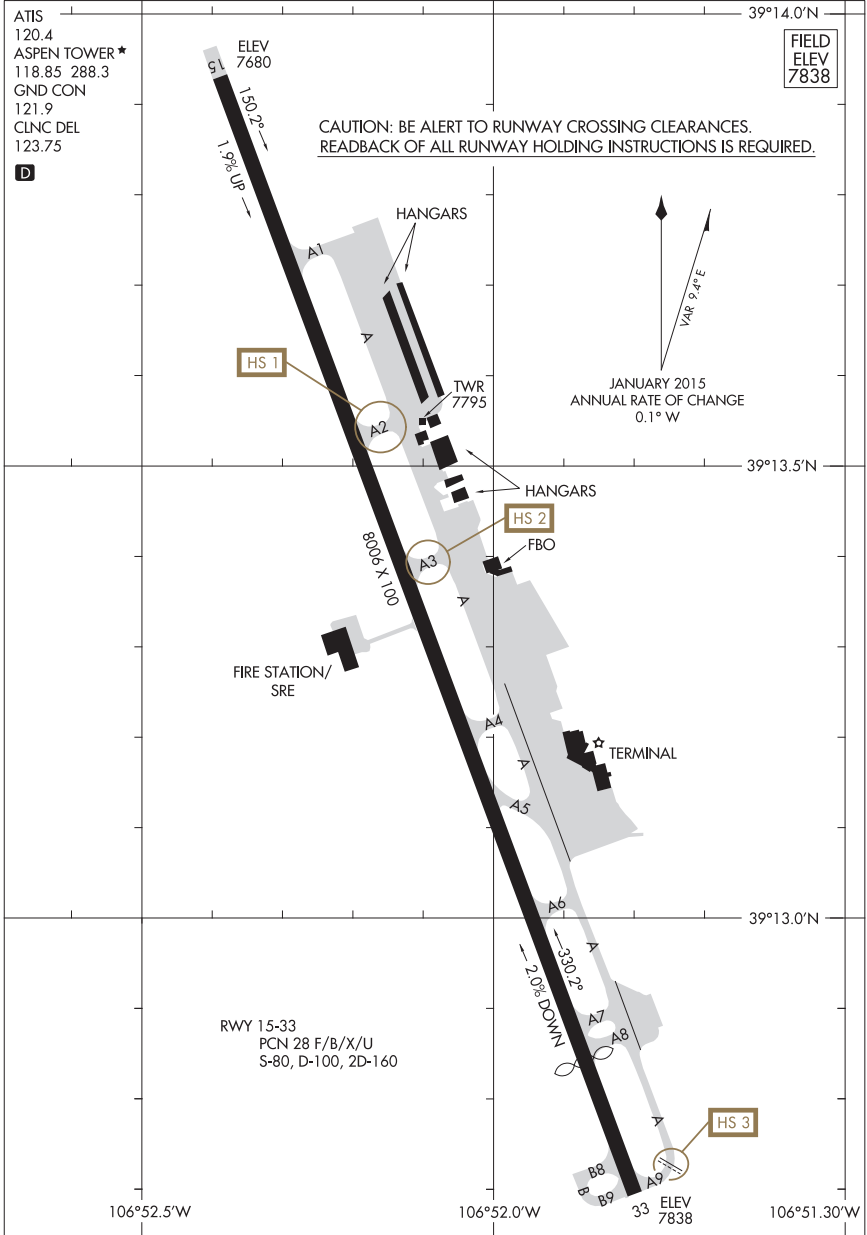 ATIS
120.4
ASPEN TOWER★
118.85 288.3
GND CON
121.9
CLNC DEL
123.75
D
39°14.0'N
FIELD
ELEV
7838
15
ELEV
7680
150.2°
1.9% UP
CAUTION: BE ALERT TO RUNWAY CROSSING CLEARANCES.
READBACK OF ALL RUNWAY HOLDING INSTRUCTIONS IS REQUIRED.
HANGARS
A1
VAR 9.4° E
A
HS 1
TWR
7795
JANUARY 2015
ANNUAL RATE OF CHANGE
0.1° W
A2
39°13.5'N
HANGARS
HS 2
FBO
A3
8006 X 100
A
FIRE STATION/
SRE
A4
TERMINAL
A
A5
A6
39°13.0'N
A
330.2°
2.0% DOWN
A7
A8
RWY 15-33
PCN 28 F/B/X/U
S-80, D-100, 2D-160
A
HS 3
B8
B
B9
A9
33
ELEV
7838
106°52.5'W
106°52.0'W
106°51.30'W